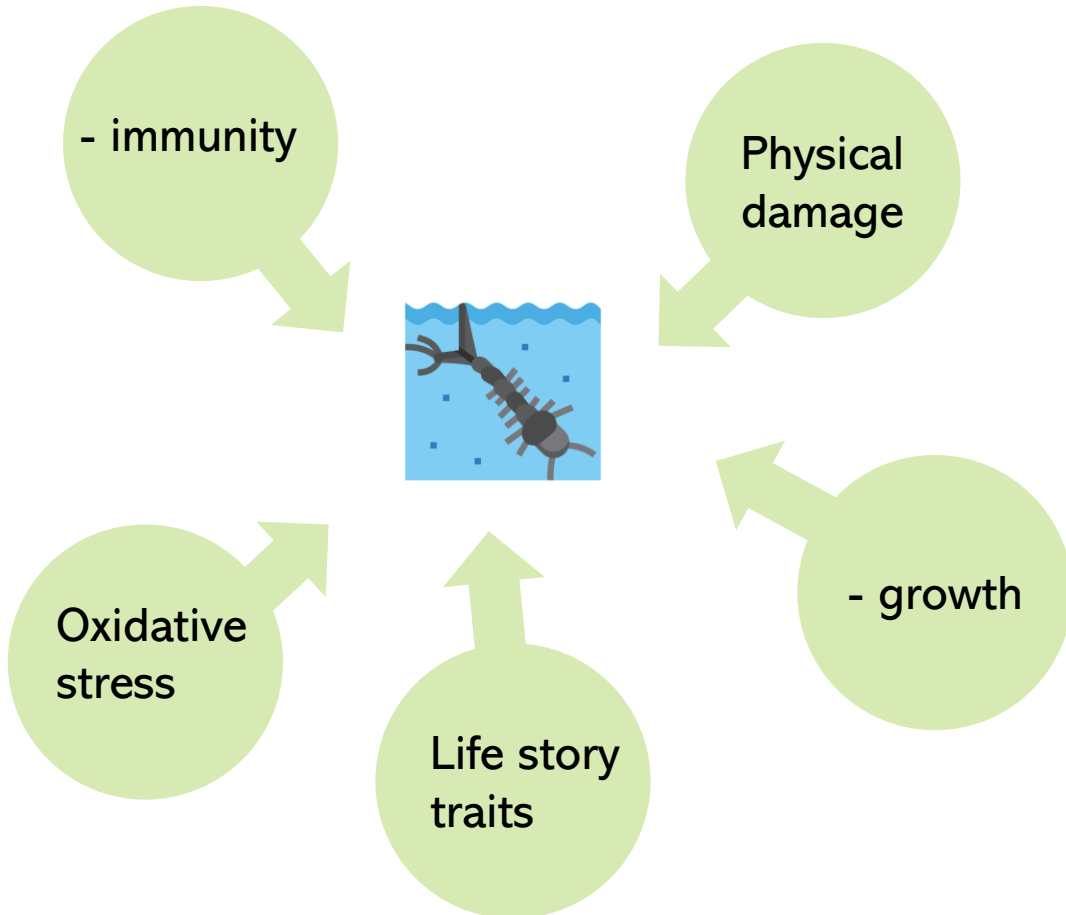 - immunity
Physical
damage
- growth
Oxidative
stress
Life story
traits